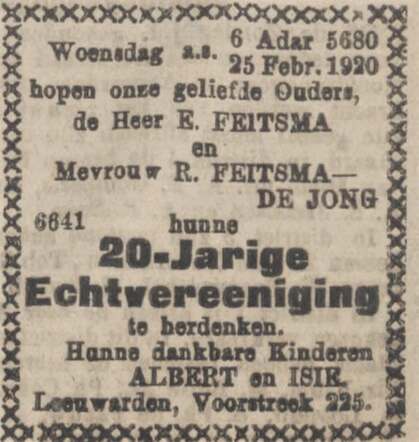 Woensdag a.s. 6 Adar 5680
25 Febr. 1920
hopen onze geliefde Ouders,
de Heer E. FEITSMA
en
Mevrouw R. FEITSMA—
DE JONG
6641 hunne
20-Jarige
Echtvereeniging
te herdenken.
Hunne dankbare Kinderen
ALBERT en ISIE.
Leeuwarden, Voorstreek 225.